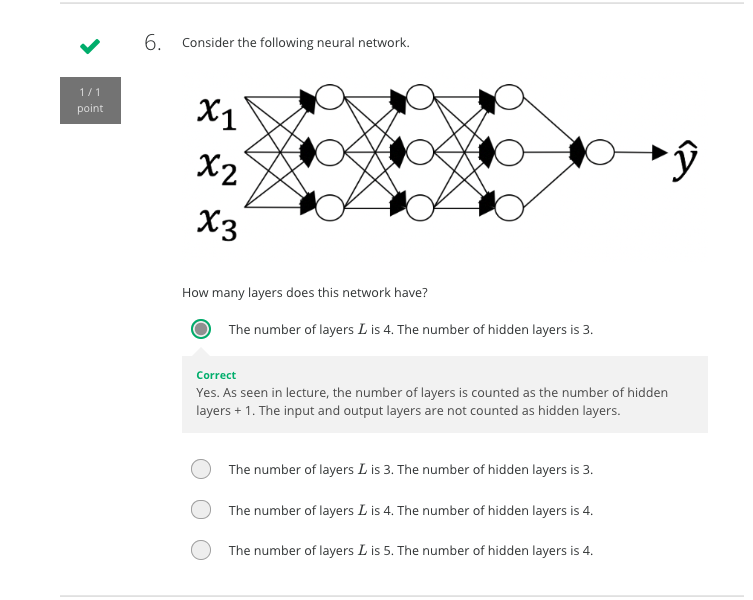 6. Consider the following neural network.
1 / 1
point
x₁
x₂
x₃
ŷ
How many layers does this network have?
The number of layers L is 4. The number of hidden layers is 3.
Correct
Yes. As seen in lecture, the number of layers is counted as the number of hidden
layers + 1. The input and output layers are not counted as hidden layers.
The number of layers L is 3. The number of hidden layers is 3.
The number of layers L is 4. The number of hidden layers is 4.
The number of layers L is 5. The number of hidden layers is 4.